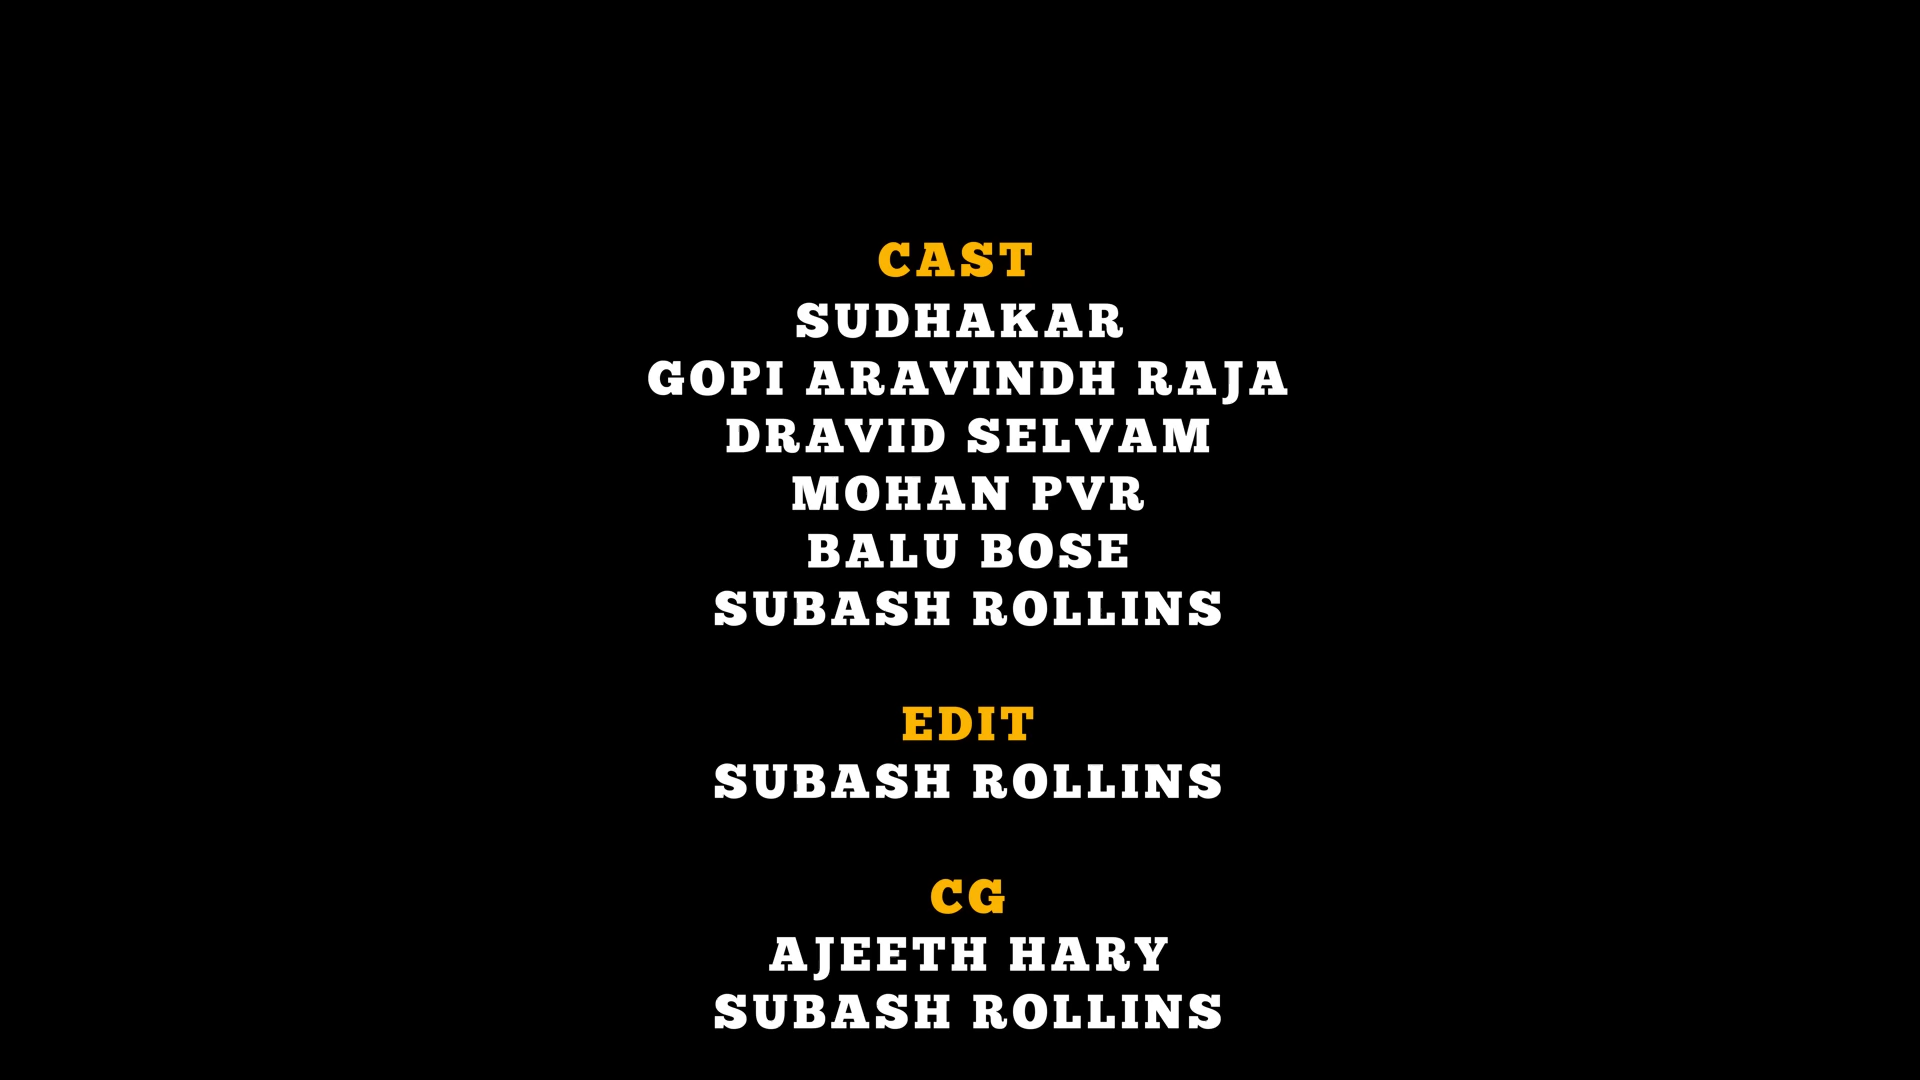 CAST
SUDHAKAR
GOPI ARAVINDH RAJA
DRAVID SELVAM
MOHAN PVR
BALU BOSE
SUBASH ROLLINS
EDIT
SUBASH ROLLINS
CG
AJEETH HARY
SUBASH ROLLINS